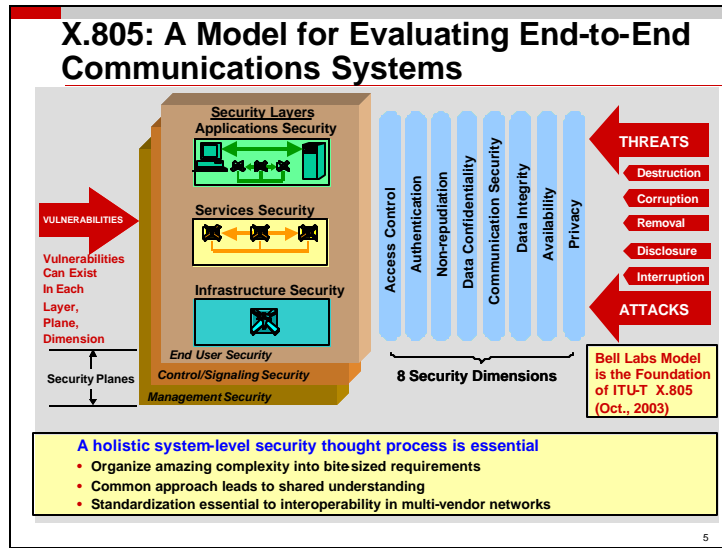 X.805: A Model for Evaluating End-to-End
Communications Systems
Security Layers
Applications Security
Services Security
Infrastructure Security
End User Security
Control/Signaling Security
Management Security
VULNERABILITIES
Vulnerabilities
Can Exist
In Each
Layer,
Plane,
Dimension
Security Planes
Access Control
Authentication
Non-repudiation
Data Confidentiality
Communication Security
Data Integrity
Availability
Privacy
8 Security Dimensions
THREATS
Destruction
Corruption
Removal
Disclosure
Interruption
ATTACKS
Bell Labs Model
is the Foundation
of ITU-T X.805
(Oct., 2003)
A holistic system-level security thought process is essential
• Organize amazing complexity into bite-sized requirements
• Common approach leads to shared understanding
• Standardization essential to interoperability in multi-vendor networks
5